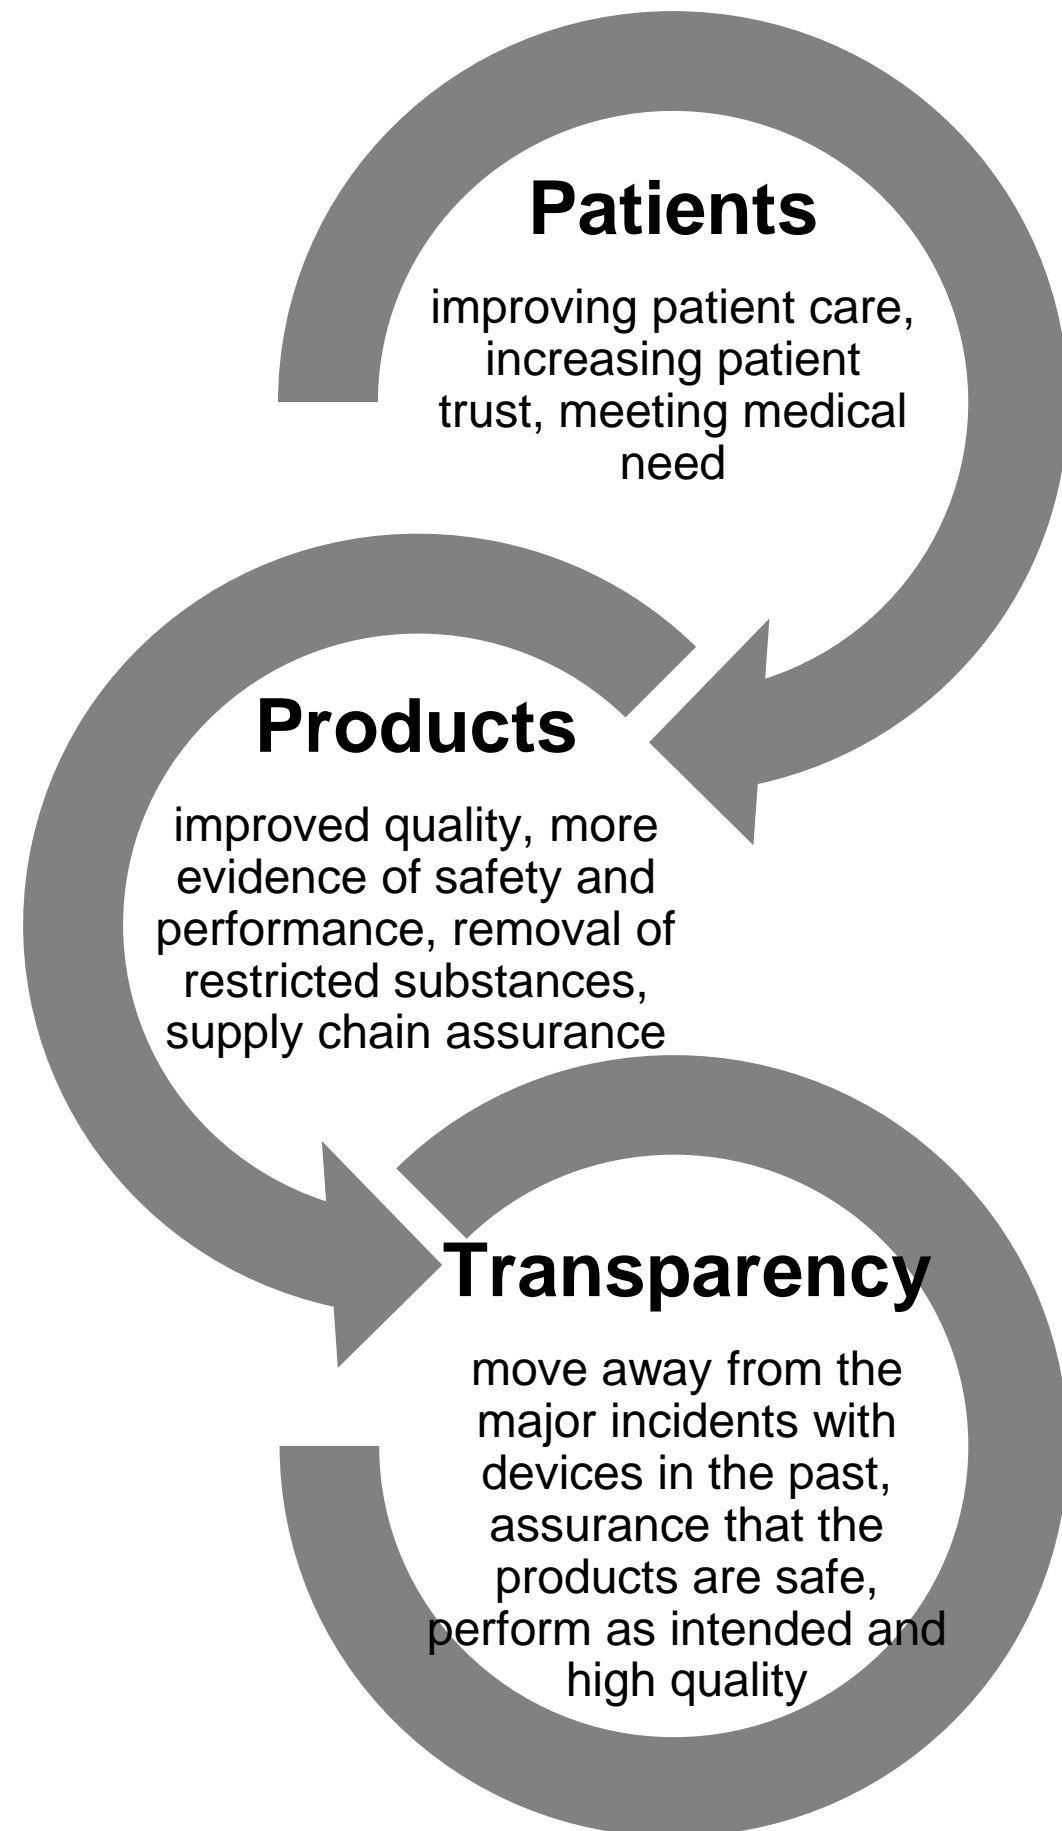 Patients
improving patient care,
increasing patient
trust, meeting medical
need
Products
improved quality, more
evidence of safety and
performance, removal of
restricted substances,
supply chain assurance
Transparency
move away from the
major incidents with
devices in the past,
assurance that the
products are safe,
perform as intended and
high quality